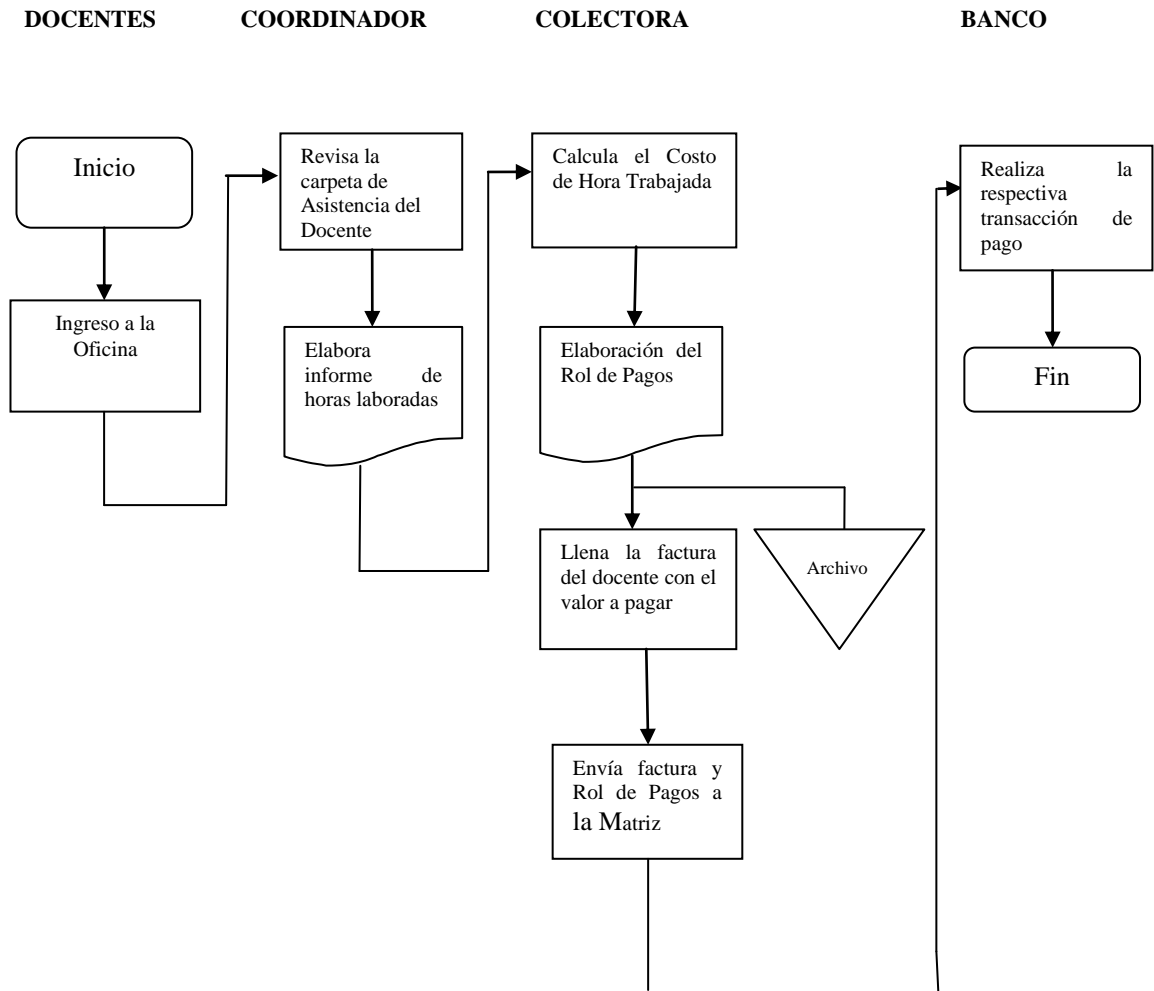 DOCENTES COORDINADOR COLECTORA BANCO
Inicio
Ingreso a la
Oficina
Revisa la
carpeta de
Asistencia del
Docente
Elabora
informe de
horas laboradas
Calcula el Costo
de Hora Trabajada
Elaboración del
Rol de Pagos
Llena la factura
del docente con el
valor a pagar
Archivo
Envía factura y
Rol de Pagos a
la Matriz
Realiza la
respectiva
transacción de
pago
Fin